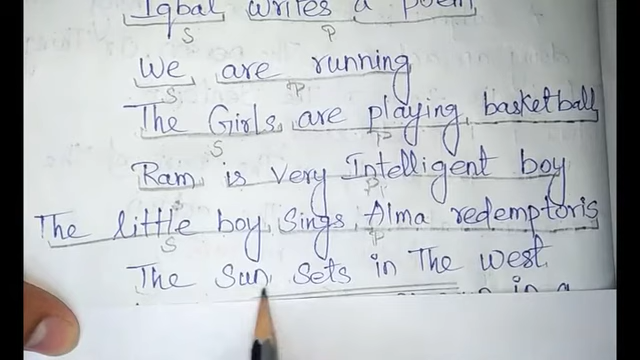 Iqbal writes a poem
S P
We are running
S P
The Girls are playing basketball
S P
Ram is very Intelligent boy
S P
The little boy Sings Alma redemptoris
S P
The Sun Sets in The west
in a